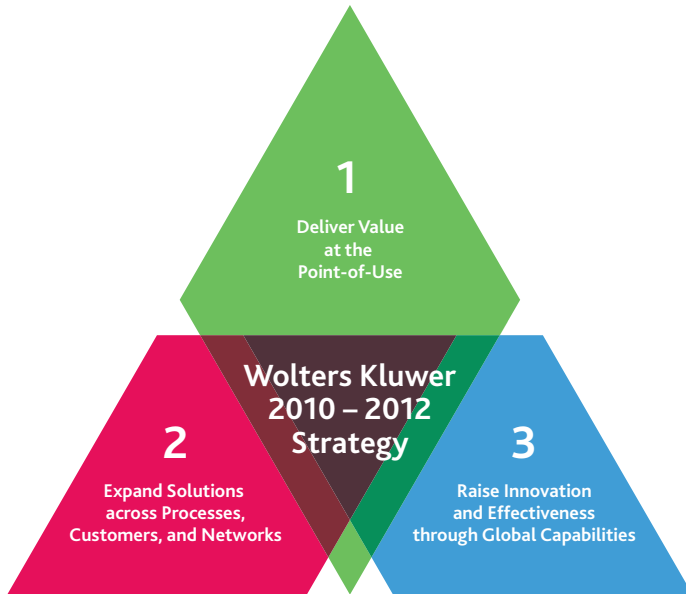 1
Deliver Value
at the
Point-of-Use
Wolters Kluwer
2010 – 2012
Strategy
2
Expand Solutions
across Processes,
Customers, and Networks
3
Raise Innovation
and Effectiveness
through Global Capabilities